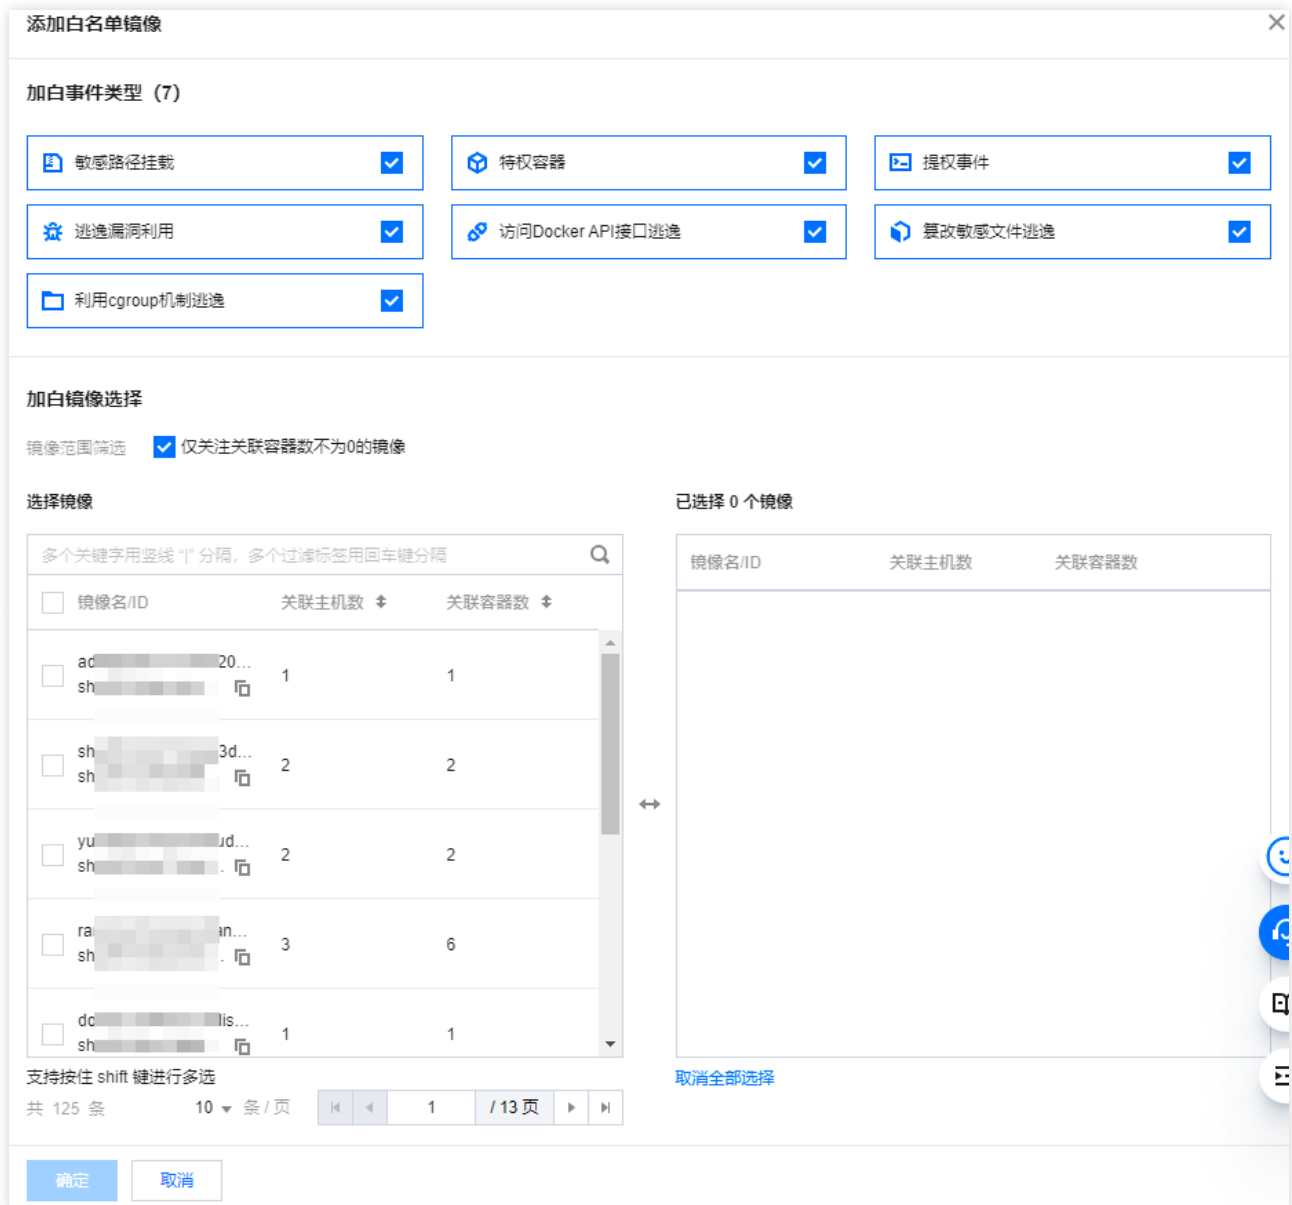 添加白名单镜像
加白事件类型（7）
敏感路径挂载
特权容器
提权事件
逃逸漏洞利用
访问Docker API接口逃逸
篡改敏感文件逃逸
利用cgroup机制逃逸
加白镜像选择
镜像范围筛选 仅关注关联容器数不为0的镜像
选择镜像
已选择 0 个镜像
多个关键字用竖线 “|” 分隔，多个过滤标签用回车键分隔
镜像名/ID 关联主机数 关联容器数
镜像名/ID 关联主机数 关联容器数
1 1
2 2
2 2
3 6
1 1
支持按住 shift 键进行多选
取消全部选择
共 125 条 10 条 / 页 1 / 13 页
确定 取消